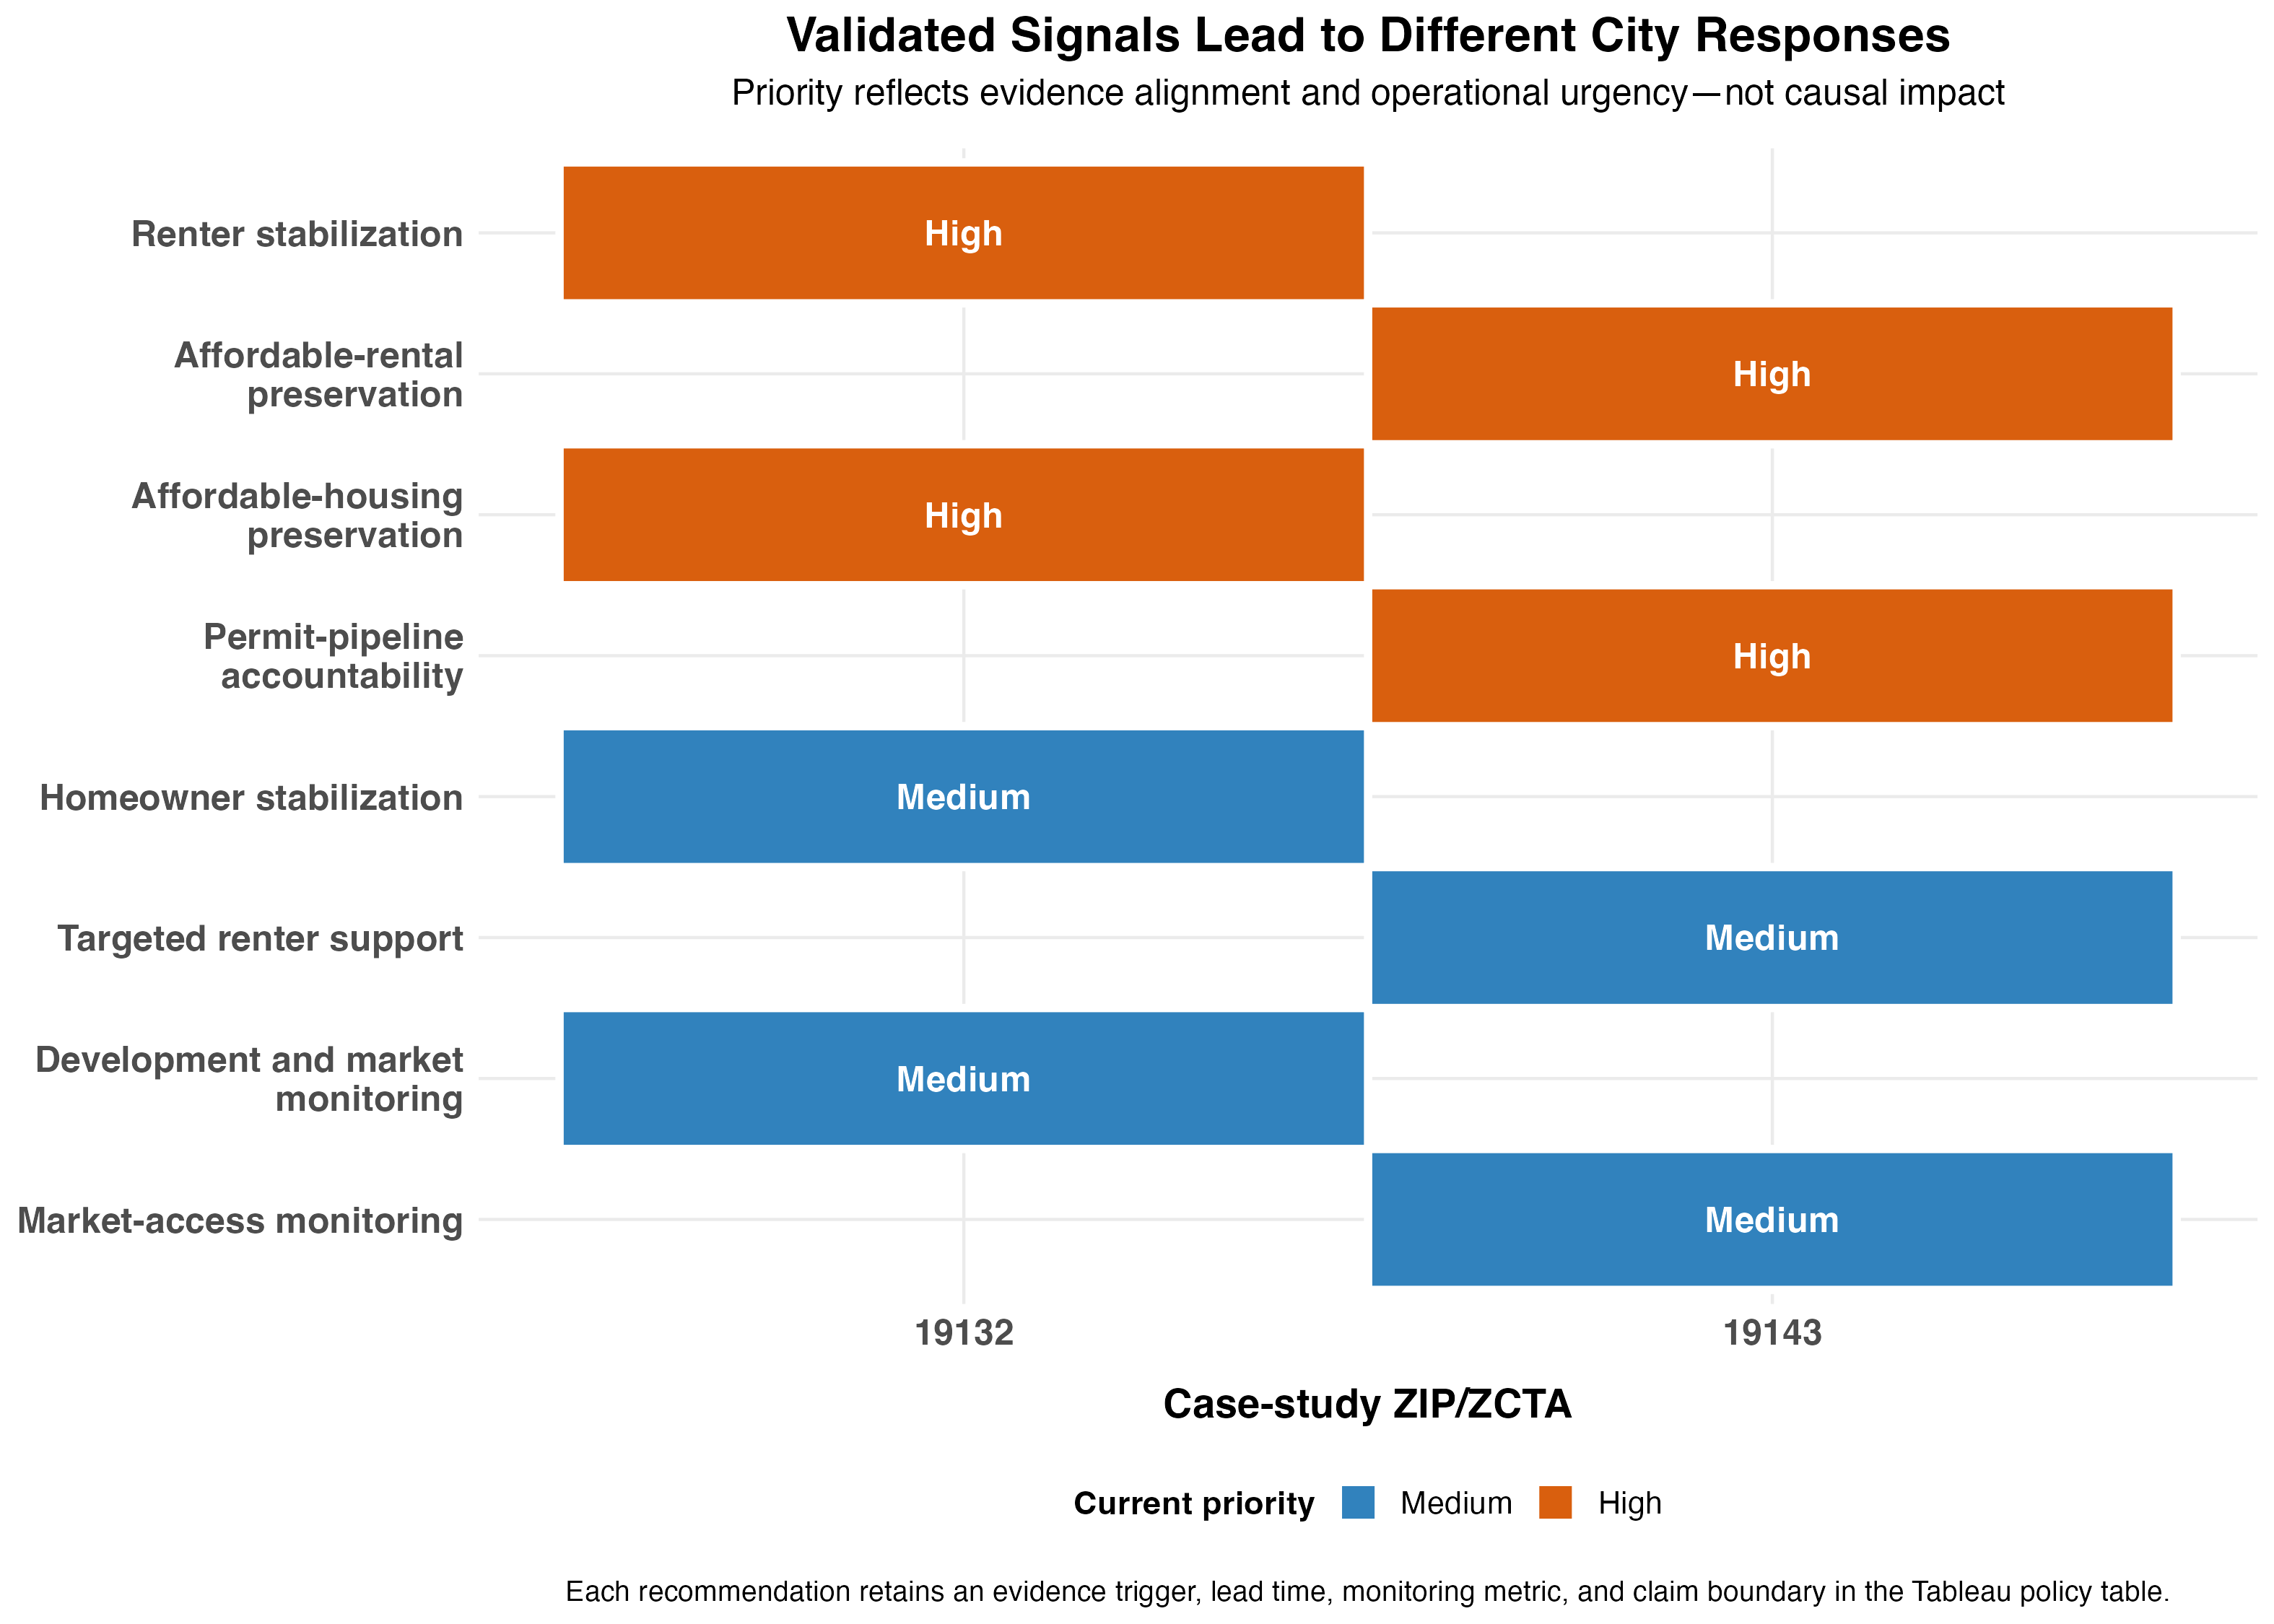 Validated Signals Lead to Different City Responses
Priority reflects evidence alignment and operational urgency—not causal impact
Renter stabilization
High
Affordable-rental
preservation
High
Affordable-housing
preservation
High
Permit-pipeline
accountability
High
Homeowner stabilization
Medium
Targeted renter support
Medium
Development and market
monitoring
Medium
Market-access monitoring
Medium
19132
19143
Case-study ZIP/ZCTA
Current priority
Medium
High
Each recommendation retains an evidence trigger, lead time, monitoring metric, and claim boundary in the Tableau policy table.